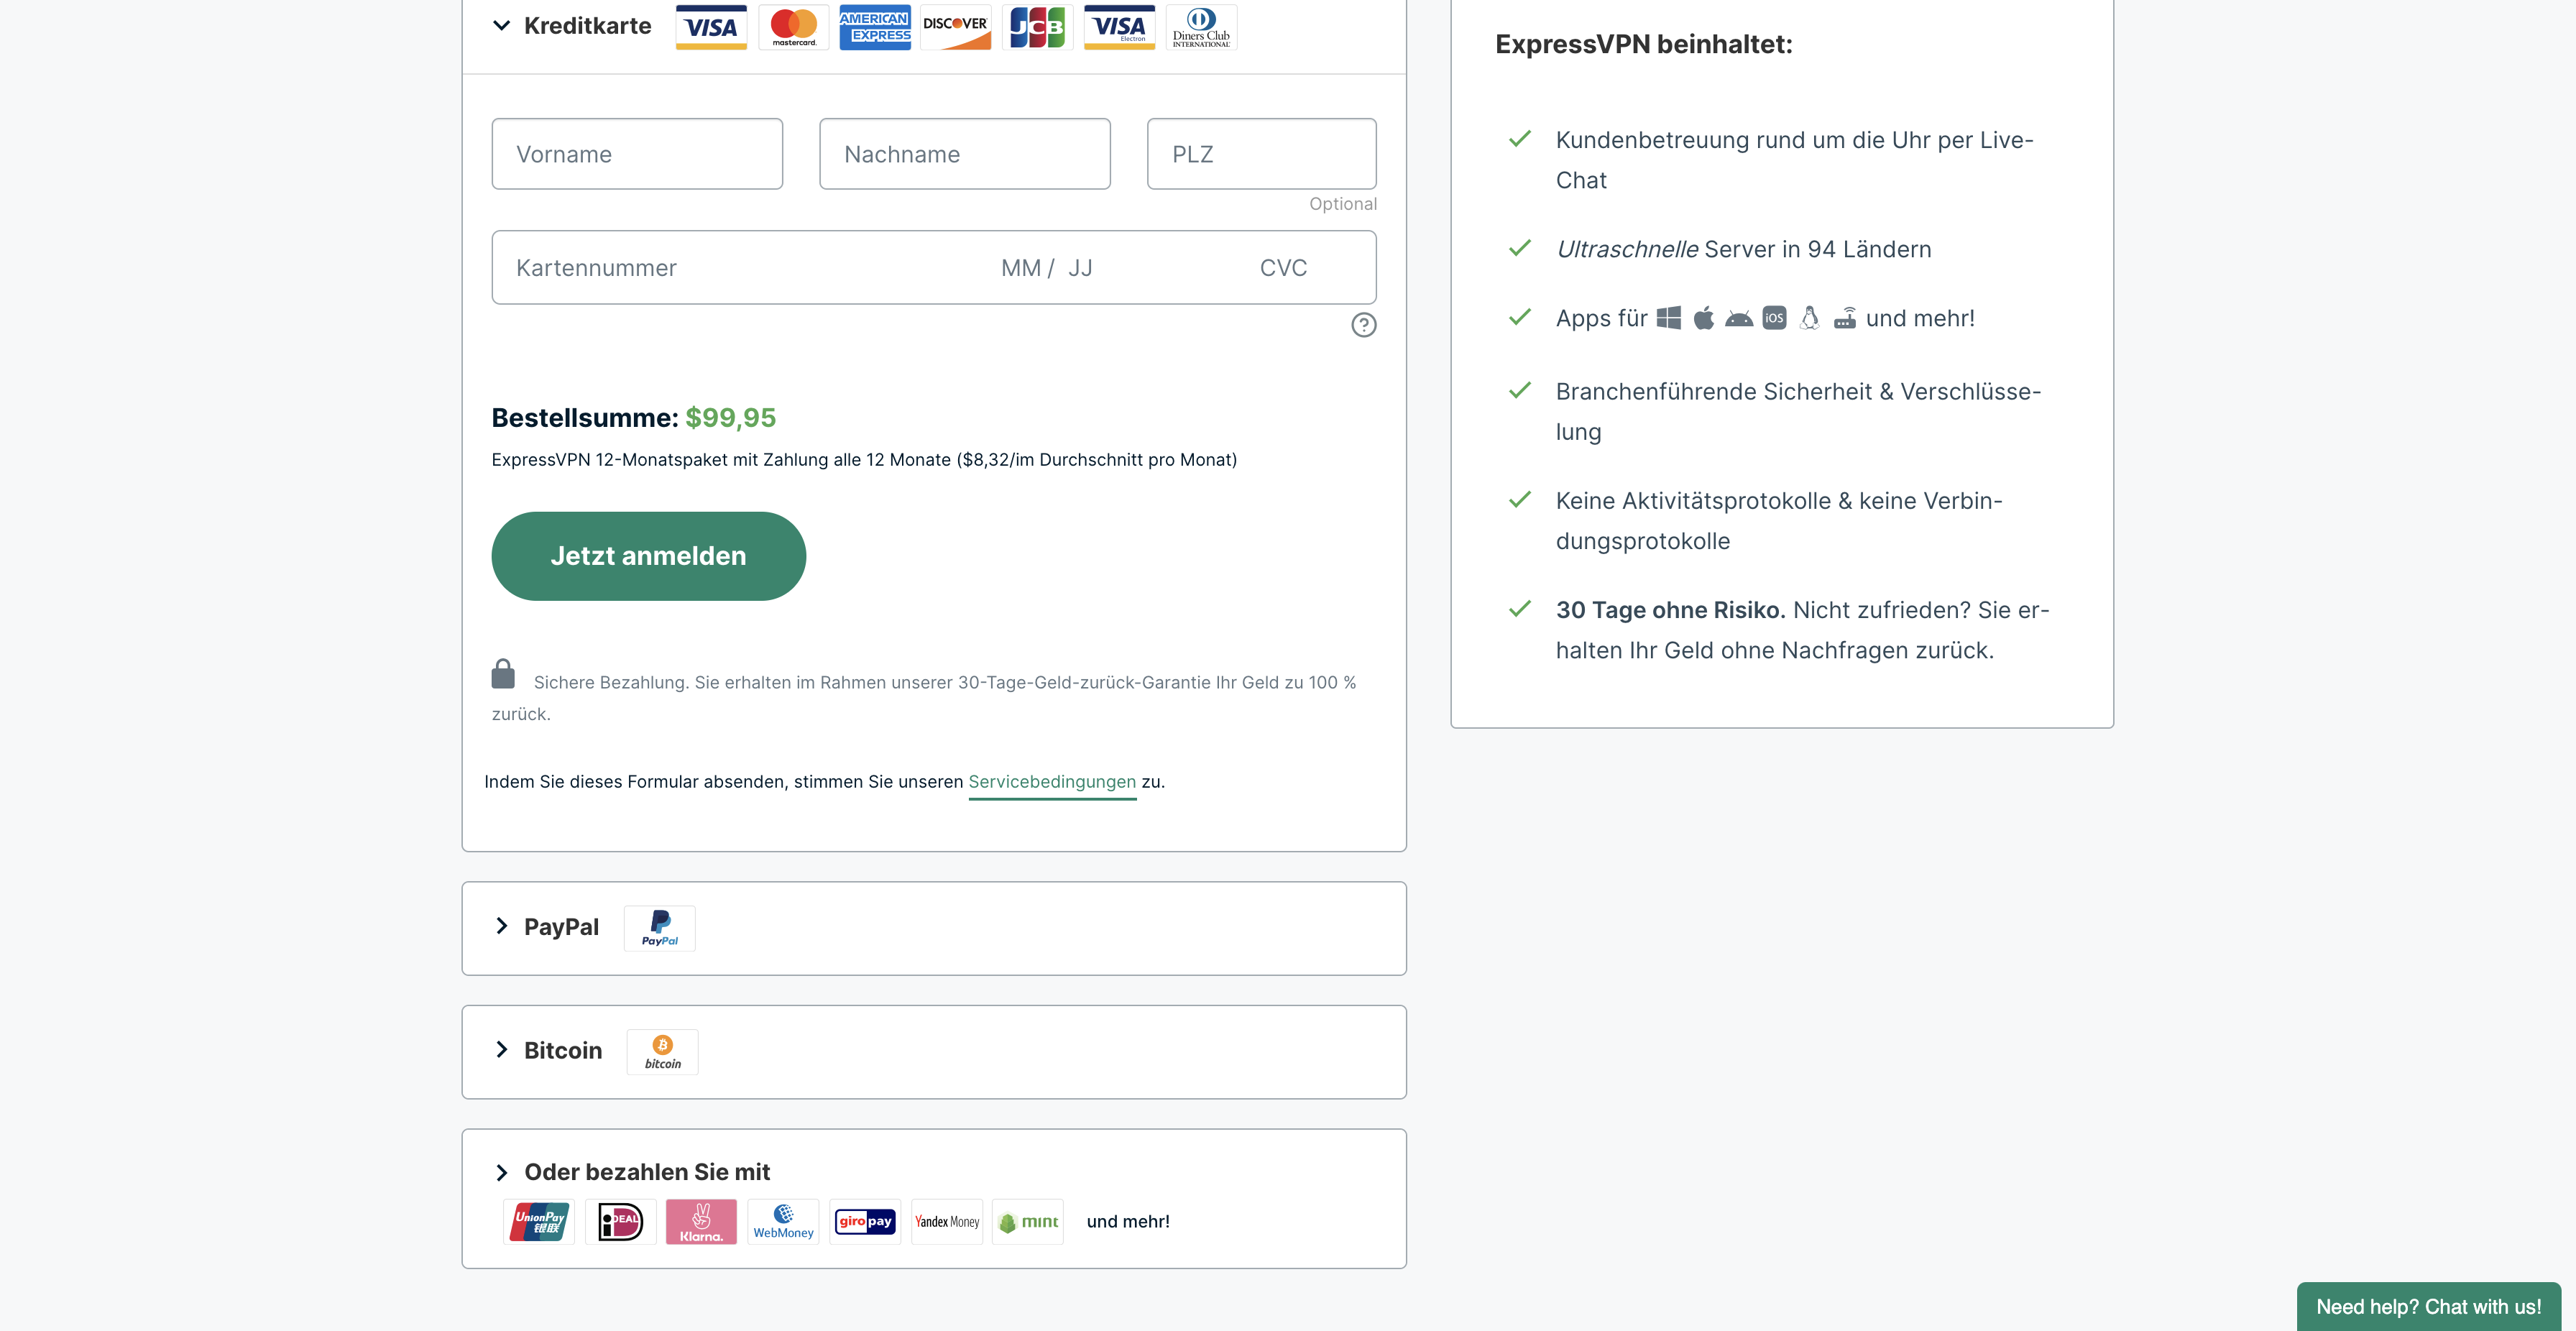 Kreditkarte VISA mastercard. AMERICAN EXPRESS DISCOVER JCB VISA Electron Diners Club INTERNATIONAL
Vorname Nachname PLZ
Optional
Kartennummer MM / JJ CVC
?
Bestellsumme: $99,95
ExpressVPN 12-Monatspaket mit Zahlung alle 12 Monate ($8,32/im Durchschnitt pro Monat)
Jetzt anmelden
Sichere Bezahlung. Sie erhalten im Rahmen unserer 30-Tage-Geld-zurück-Garantie Ihr Geld zu 100 %
zurück.
Indem Sie dieses Formular absenden, stimmen Sie unseren Servicebedingungen zu.
PayPal PayPal
Bitcoin bitcoin
Oder bezahlen Sie mit
UnionPay 银联 iDEAL Klarna. WebMoney giropay Yandex Money mint und mehr!
ExpressVPN beinhaltet:
Kundenbetreuung rund um die Uhr per Live-
Chat
Ultraschnelle Server in 94 Ländern
Apps für iOS und mehr!
Branchenführende Sicherheit & Verschlüsse-
lung
Keine Aktivitätsprotokolle & keine Verbin-
dungsprotokolle
30 Tage ohne Risiko. Nicht zufrieden? Sie er-
halten Ihr Geld ohne Nachfragen zurück.
Need help? Chat with us!